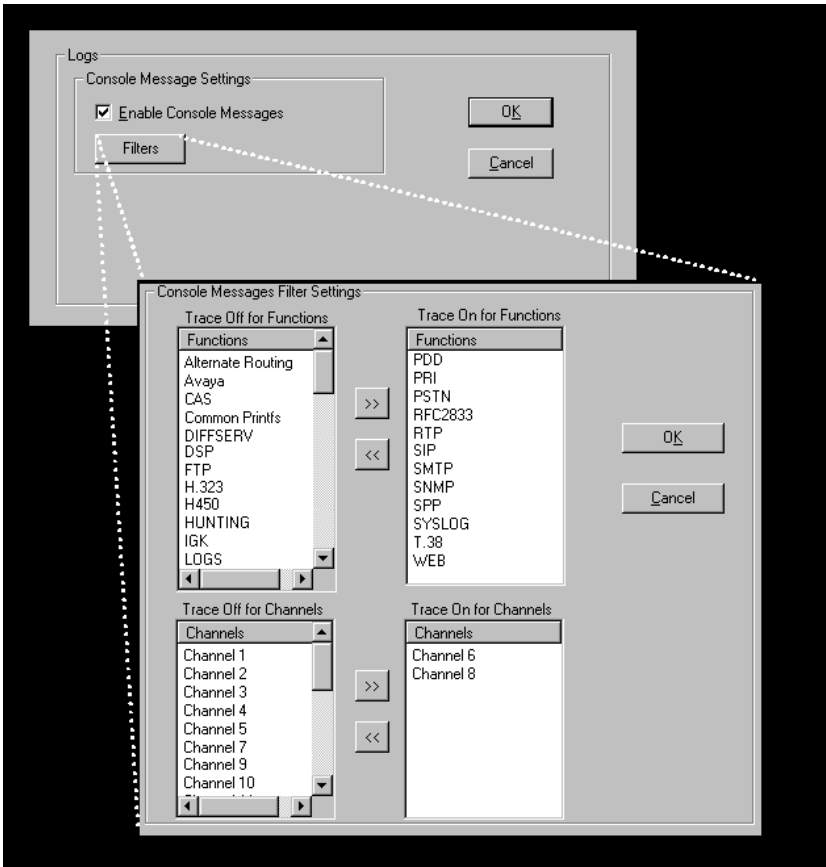 Logs
Console Message Settings
Enable Console Messages
OK
Filters
Cancel
Console Messages Filter Settings
Trace Off for Functions
Functions
Alternate Routing
Avaya
CAS
Common Printfs
DIFFSERV
DSP
FTP
H.323
H450
HUNTING
IGK
LOGS
>>
<<
Trace On for Functions
Functions
PDD
PRI
PSTN
RFC2833
RTP
SIP
SMTP
SNMP
SPP
SYSLOG
T.38
WEB
OK
Cancel
Trace Off for Channels
Channels
Channel 1
Channel 2
Channel 3
Channel 4
Channel 5
Channel 7
Channel 9
Channel 10
>>
<<
Trace On for Channels
Channels
Channel 6
Channel 8